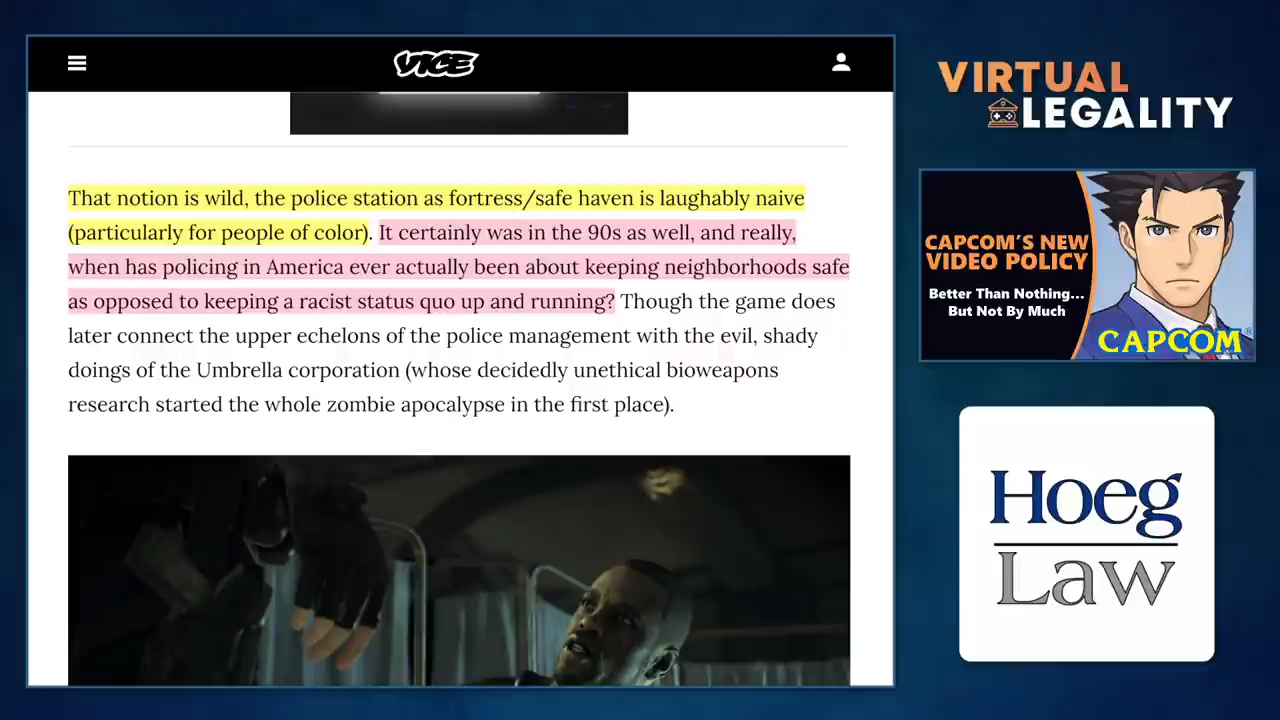 VICE
That notion is wild, the police station as fortress/safe haven is laughably naive
(particularly for people of color). It certainly was in the 90s as well, and really,
when has policing in America ever actually been about keeping neighborhoods safe
as opposed to keeping a racist status quo up and running? Though the game does
later connect the upper echelons of the police management with the evil, shady
doings of the Umbrella corporation (whose decidedly unethical bioweapons
research started the whole zombie apocalypse in the first place).
VIRTUAL
LEGALITY
CAPCOM'S NEW
VIDEO POLICY
Better Than Nothing...
But Not By Much
CAPCOM®
Hoeg
Law